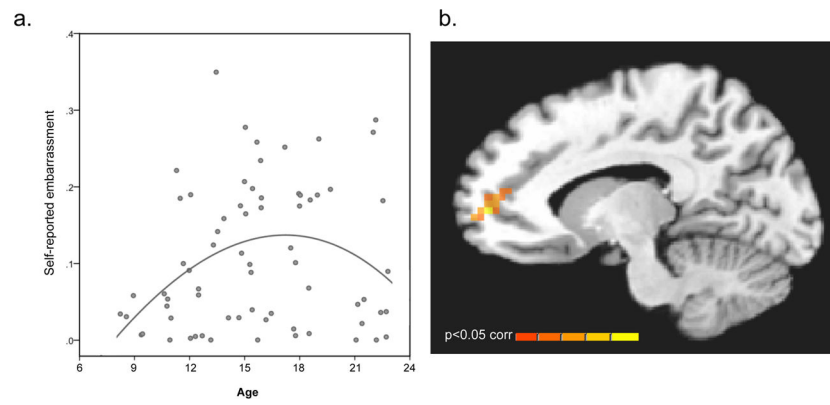 a.
Self-reported embarrassment
.4
.3
.2
.1
.0
6 9 12 15 18 21 24
Age
b.
p<0.05 corr